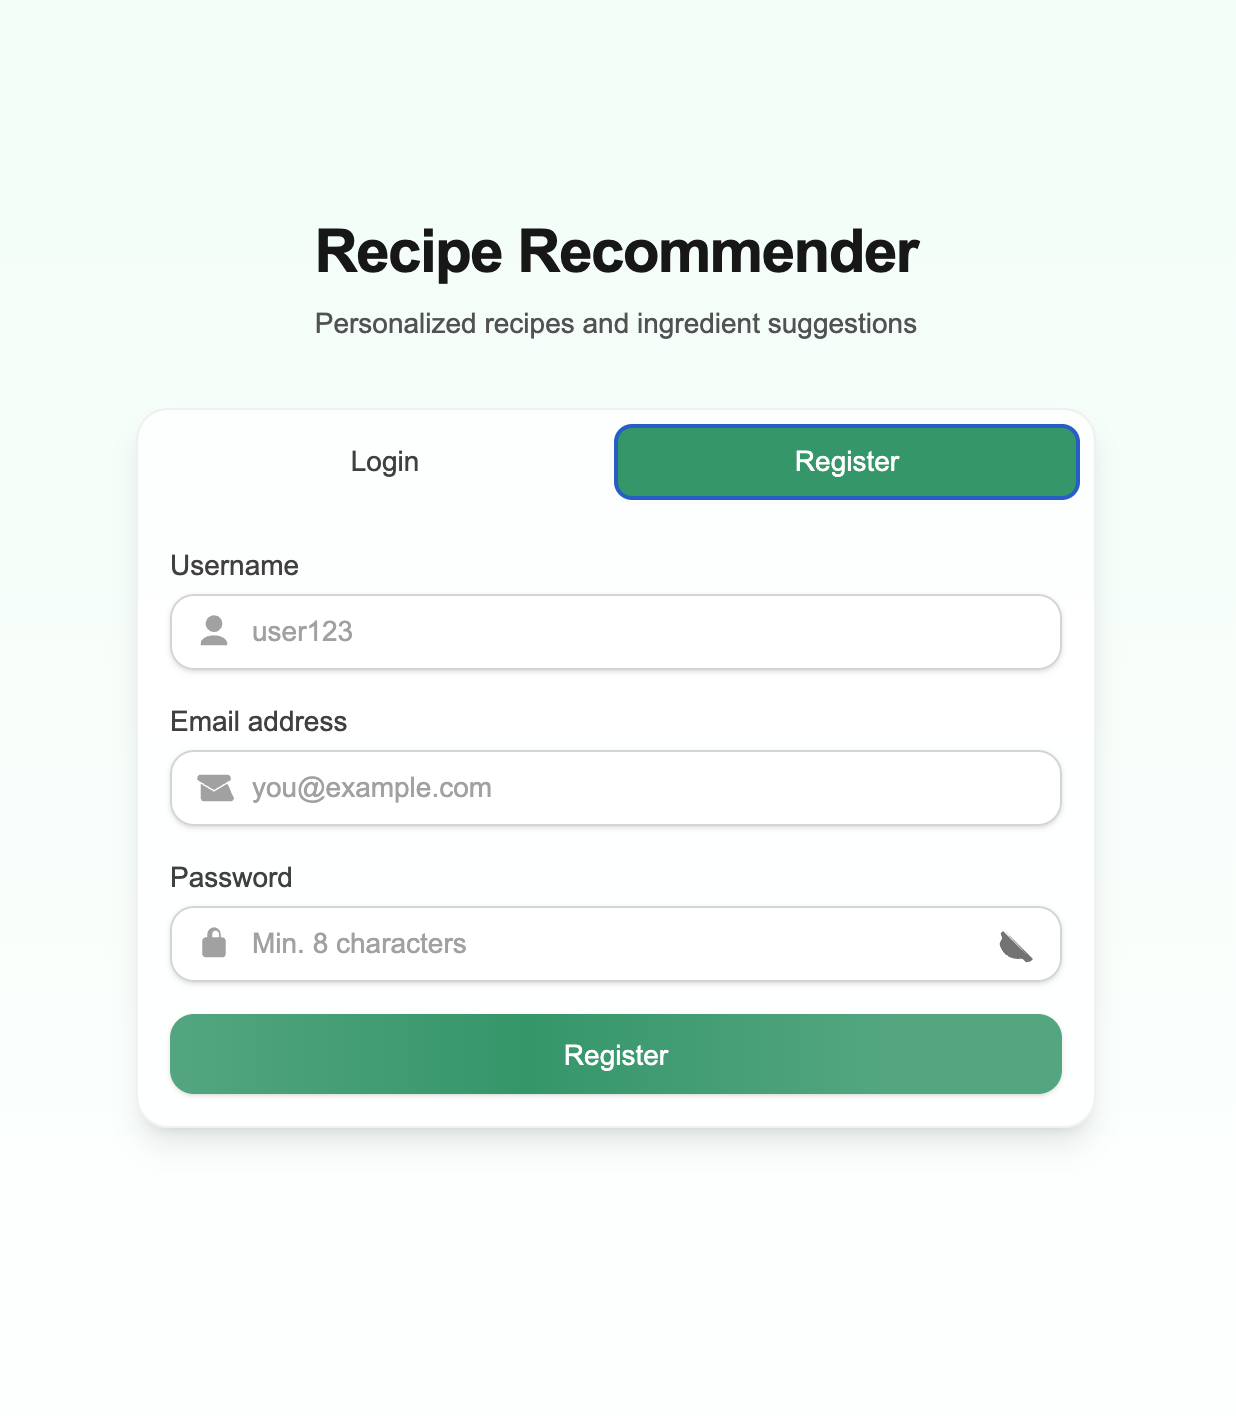 Recipe Recommender
Personalized recipes and ingredient suggestions
Login
Register
Username
user123
Email address
you@example.com
Password
Min. 8 characters
Register